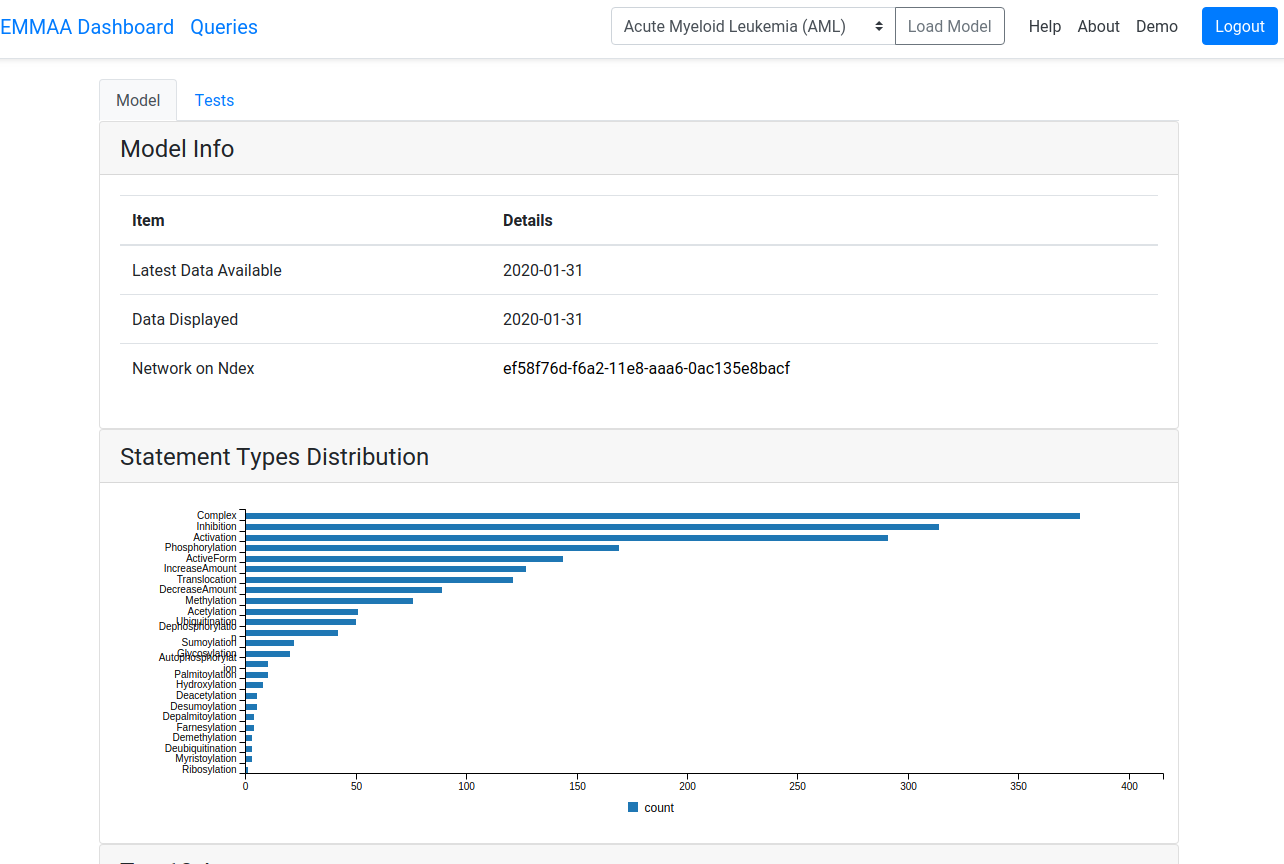 EMMAA Dashboard Queries Acute Myeloid Leukemia (AML) Load Model Help About Demo Logout
Model Tests
Model Info
Item Details
Latest Data Available 2020-01-31
Data Displayed 2020-01-31
Network on Ndex ef58f76d-f6a2-11e8-aaa6-0ac135e8bacf
Statement Types Distribution
Complex
Inhibition
Activation
Phosphorylation
ActiveForm
IncreaseAmount
Translocation
DecreaseAmount
Methylation
Acetylation
Ubiquitination
Dephosphorylatio
n
Sumoylation
Glycosylation
Autophosphorylat
ion
Palmitoylation
Hydroxylation
Deacetylation
Desumoylation
Depalmitoylation
Farnesylation
Demethylation
Deubiquitination
Myristoylation
Ribosylation
0 50 100 150 200 250 300 350 400
count